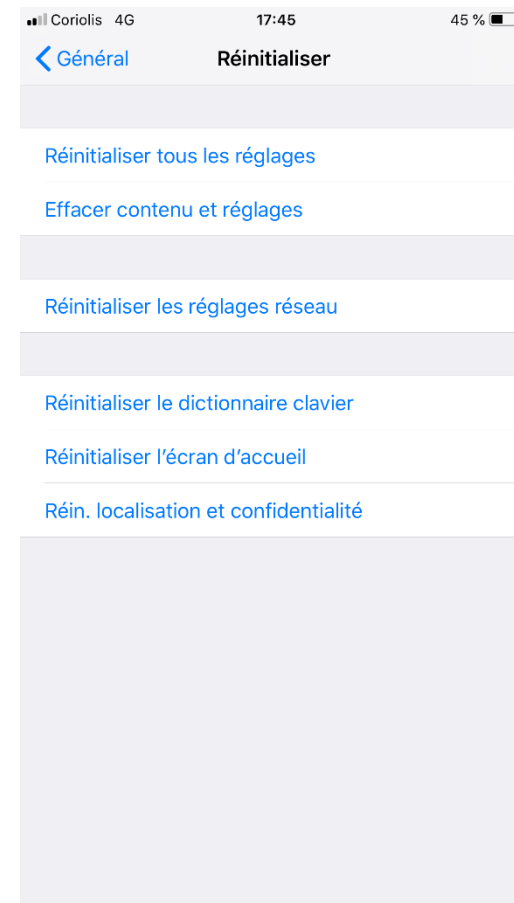 Coriolis 4G 17:45 45 %
Général Réinitialiser
Réinitialiser tous les réglages
Effacer contenu et réglages
Réinitialiser les réglages réseau
Réinitialiser le dictionnaire clavier
Réinitialiser l’écran d’accueil
Réin. localisation et confidentialité